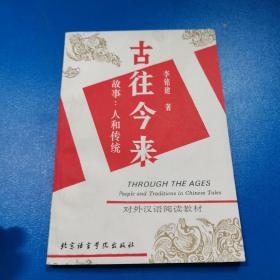 古往今来
故事：人和传统
李铭建 著
THROUGH THE AGES
People and Traditions in Chinese Tales
对外汉语阅读教材
北京语言学院出版社